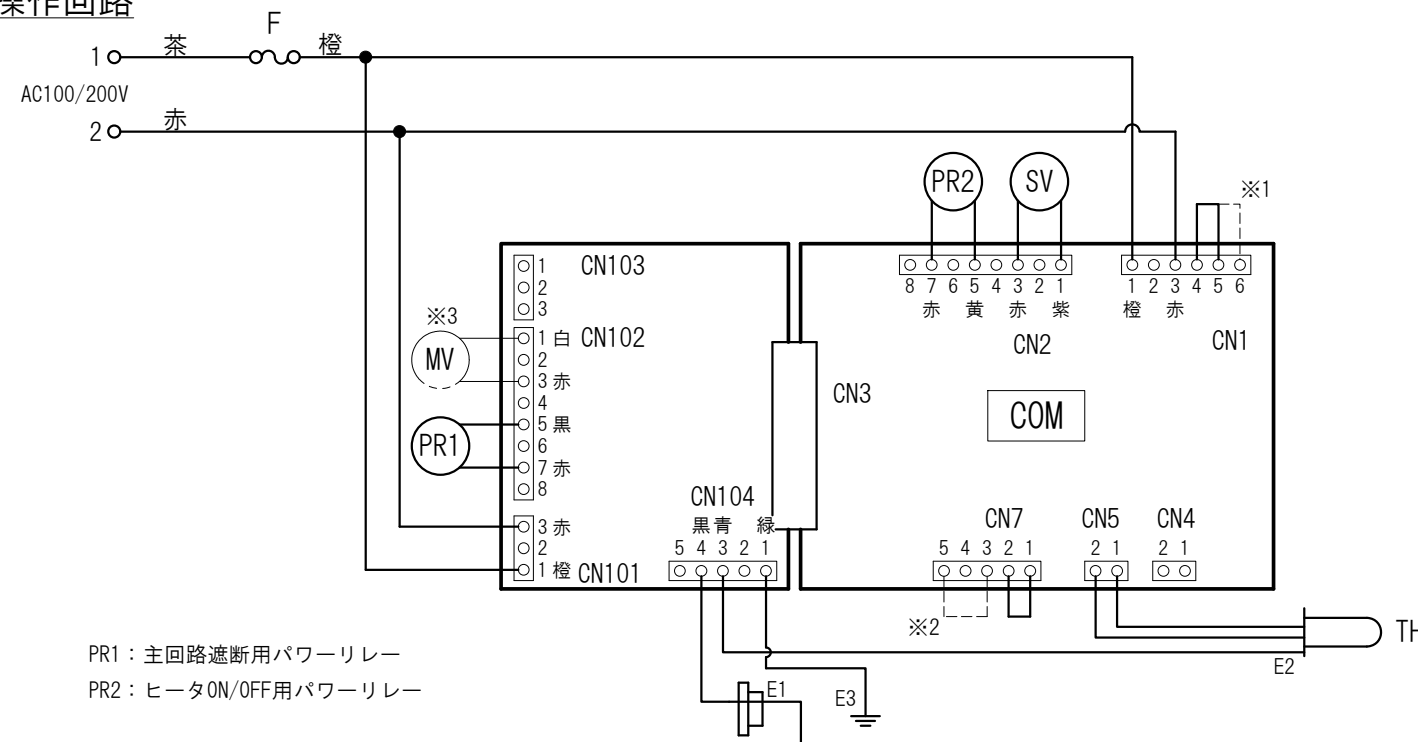 操作回路
F
1 茶 橙
AC100/200V
2 赤
PR2 SV ※1
CN103
1
2
3
※3
MV
CN102
1 白
2
3 赤
4
5 黒
6
7 赤
8
PR1
3 赤
2
1 橙 CN101
CN104
黒 青 緑
5 4 3 2 1
8 7 6 5 4 3 2 1
赤 黄 赤 紫
CN2
1 2 3 4 5 6
橙 赤
CN1
CN3
COM
CN7 CN5 CN4
5 4 3 2 1 2 1 2 1
※2
TH
E2
E1
E3
PR1：主回路遮断用パワーリレー
PR2：ヒータON/OFF用パワーリレー